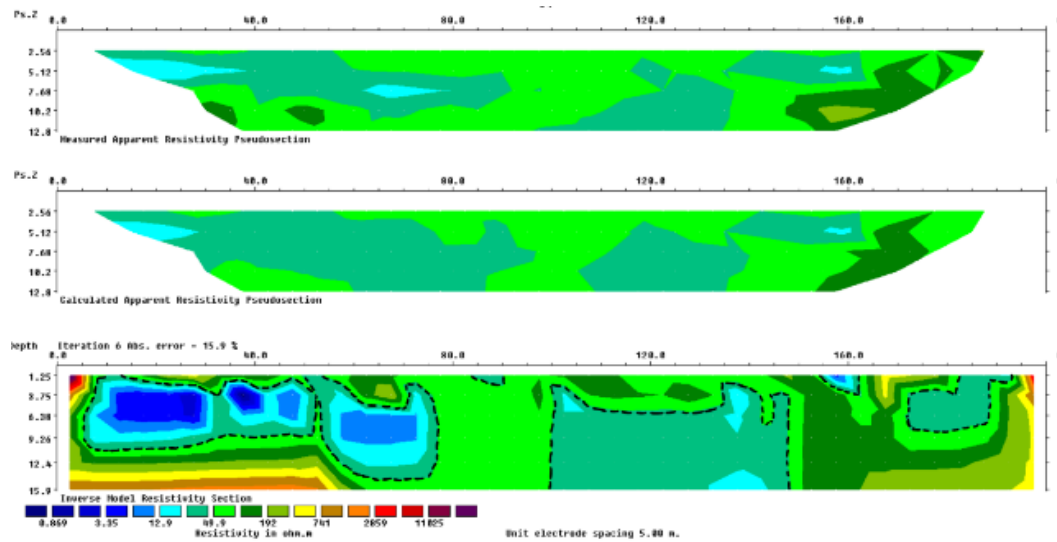 Ps.Z 0.0 40.0 80.0 120.0 160.0
2.56
5.12
7.68
10.2
12.8
Measured Apparent Resistivity Pseudosection
Ps.Z 0.0 40.0 80.0 120.0 160.0
2.56
5.12
7.68
10.2
12.8
Calculated Apparent Resistivity Pseudosection
Depth Iteration 6 Abs. error = 15.9 %
0.0 40.0 80.0 120.0 160.0
1.25
3.75
6.38
9.26
12.4
15.9
Inverse Model Resistivity Section
0.869 3.35 12.9 49.9 192 741 2859 11025
Resistivity in ohm.m Unit electrode spacing 5.00 m.